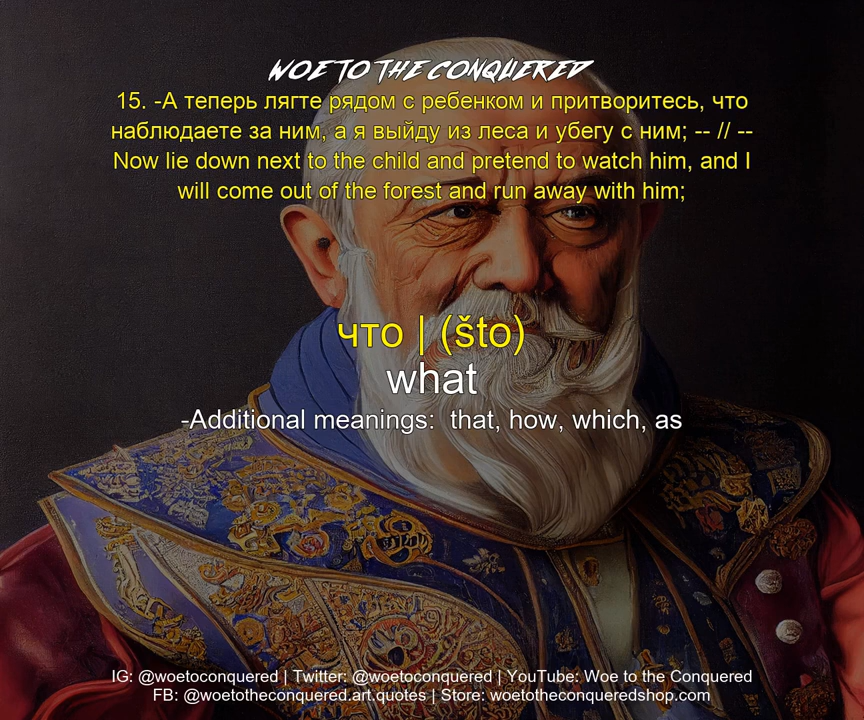 WOE TO THE CONQUERED
15. -А теперь лягте рядом с ребенком и притворитесь, что
наблюдаете за ним, а я выйду из леса и убегу с ним; -- // --
Now lie down next to the child and pretend to watch him, and I
will come out of the forest and run away with him;
что | (što)
what
-Additional meanings:  that, how, which, as
IG: @woetoconquered | Twitter: @woetoconquered | YouTube: Woe to the Conquered
FB: @woetotheconquered.art.quotes | Store: woetotheconqueredshop.com